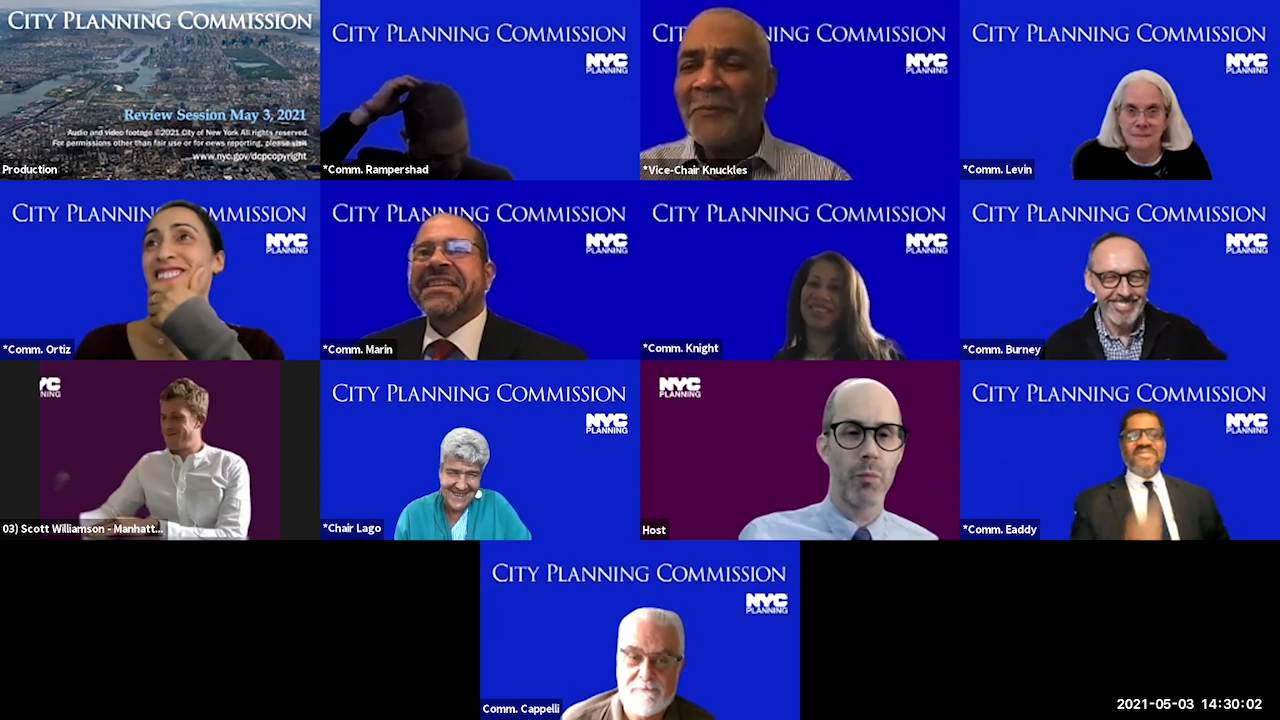 CITY PLANNING COMMISSION
Review Session May 3, 2021
Audio and video footage ©2021 City of New York All rights reserved.
For permissions other than fair use or for news reporting, please visit
www.nyc.gov/dcpcopyright
Production
CITY PLANNING COMMISSION
NYC
PLANNING
*Comm. Rampershad
CITY PLANNING COMMISSION
NYC
PLANNING
*Vice-Chair Knuckles
CITY PLANNING COMMISSION
NYC
PLANNING
*Comm. Levin
CITY PLANNING COMMISSION
NYC
PLANNING
*Comm. Ortiz
CITY PLANNING COMMISSION
NYC
PLANNING
*Comm. Marin
CITY PLANNING COMMISSION
NYC
PLANNING
*Comm. Knight
CITY PLANNING COMMISSION
NYC
PLANNING
*Comm. Burney
YC
NING
03) Scott Williamson - Manhatt...
CITY PLANNING COMMISSION
NYC
PLANNING
*Chair Lago
NYC
PLANNING
Host
CITY PLANNING COMMISSION
NYC
PLANNING
*Comm. Eaddy
CITY PLANNING COMMISSION
NYC
PLANNING
Comm. Cappelli
2021-05-03 14:30:02